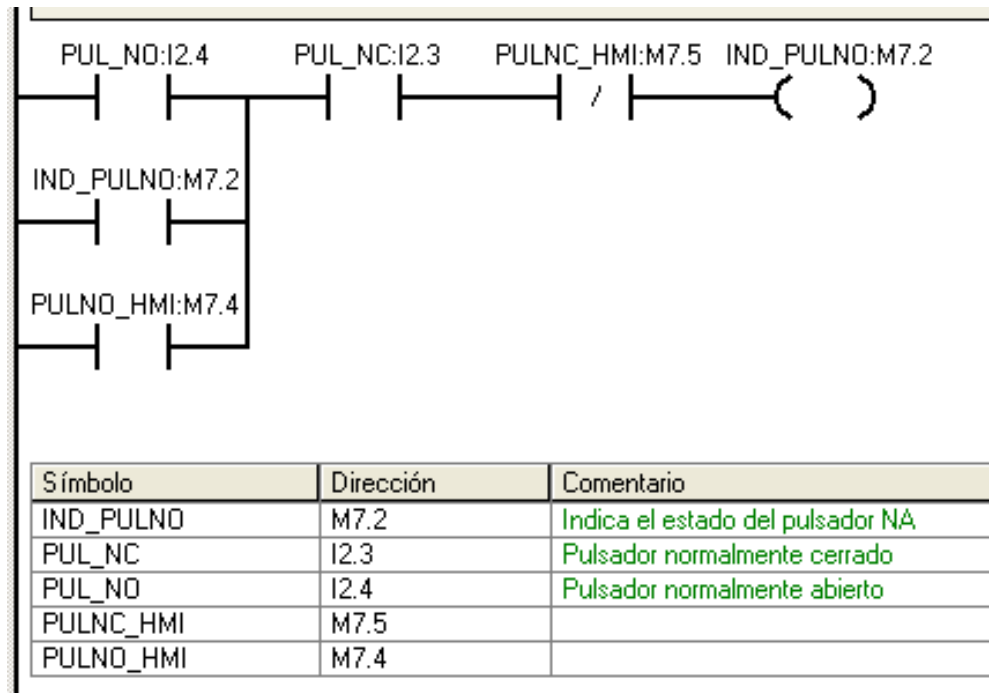 PUL_NO:I2.4 PUL_NC:I2.3 PULNC_HMI:M7.5 IND_PULNO:M7.2
/
IND_PULNO:M7.2
PULNO_HMI:M7.4
Símbolo Dirección Comentario
IND_PULNO M7.2 Indica el estado del pulsador NA
PUL_NC I2.3 Pulsador normalmente cerrado
PUL_NO I2.4 Pulsador normalmente abierto
PULNC_HMI M7.5
PULNO_HMI M7.4